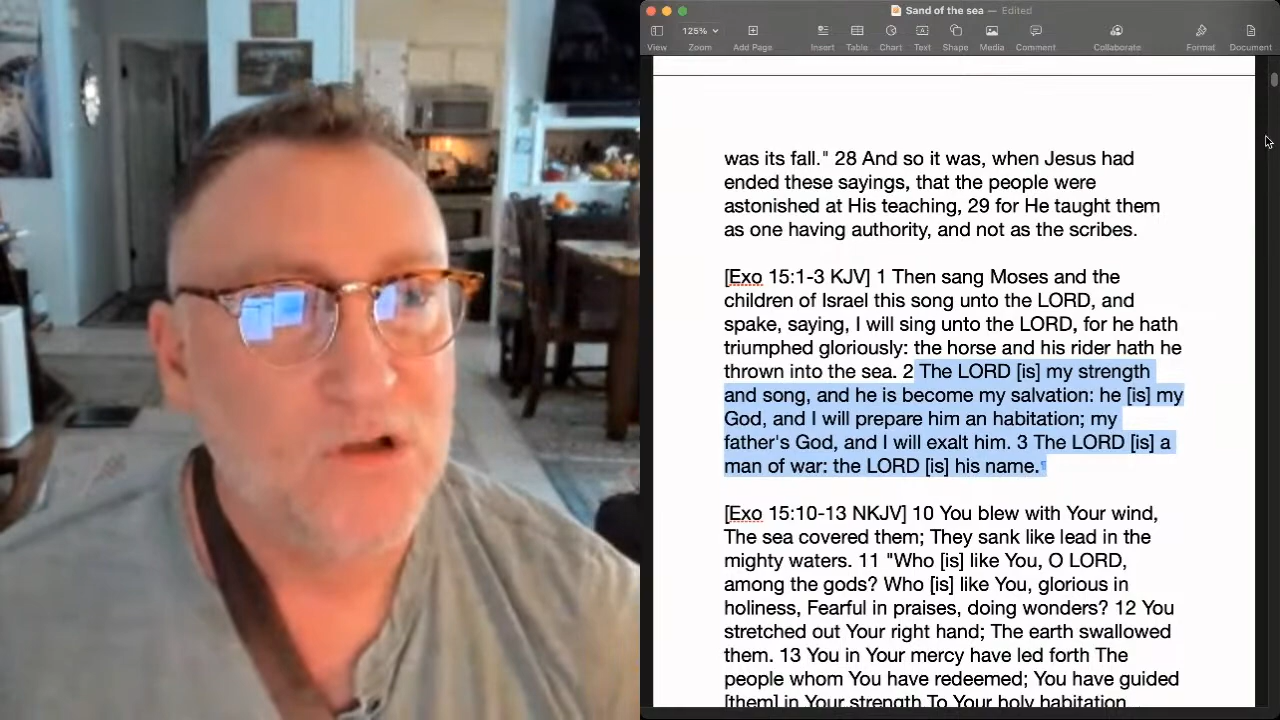 Sand of the sea — Edited
125%
View Zoom Add Page Insert Table Chart Text Shape Media Comment Collaborate Format Document
was its fall." 28 And so it was, when Jesus had
ended these sayings, that the people were
astonished at His teaching, 29 for He taught them
as one having authority, and not as the scribes.
[Exo 15:1-3 KJV] 1 Then sang Moses and the
children of Israel this song unto the LORD, and
spake, saying, I will sing unto the LORD, for he hath
triumphed gloriously: the horse and his rider hath he
thrown into the sea. 2 The LORD [is] my strength
and song, and he is become my salvation: he [is] my
God, and I will prepare him an habitation; my
father's God, and I will exalt him. 3 The LORD [is] a
man of war: the LORD [is] his name.
[Exo 15:10-13 NKJV] 10 You blew with Your wind,
The sea covered them; They sank like lead in the
mighty waters. 11 "Who [is] like You, O LORD,
among the gods? Who [is] like You, glorious in
holiness, Fearful in praises, doing wonders? 12 You
stretched out Your right hand; The earth swallowed
them. 13 You in Your mercy have led forth The
people whom You have redeemed; You have guided
[them] in Your strength To Your holy habitation.